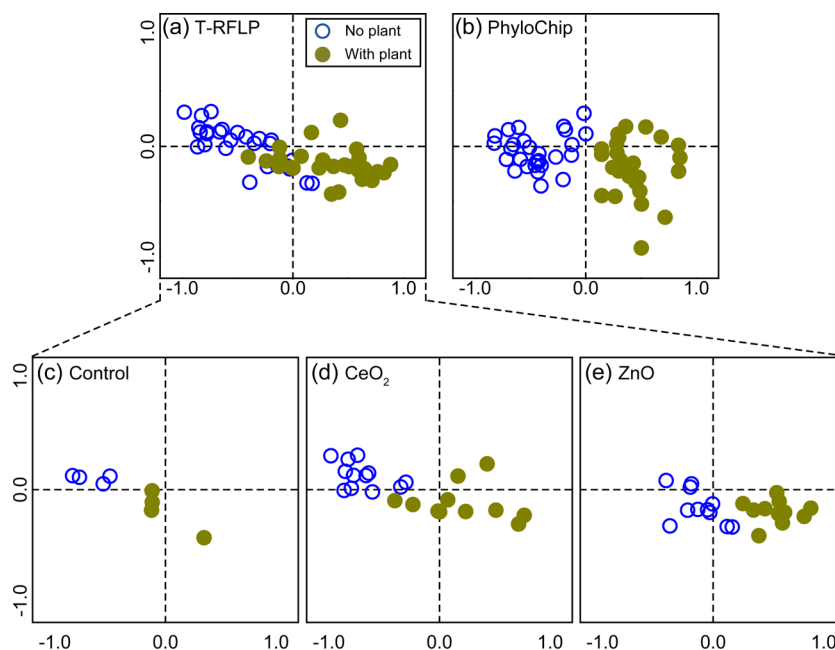 (a) T-RFLP
No plant
With plant
(b) PhyloChip
1.0
0.0
-1.0
-1.0 0.0 1.0
-1.0 0.0 1.0
(c) Control
(d) CeO₂
(e) ZnO
1.0
0.0
-1.0
-1.0 0.0 1.0
-1.0 0.0 1.0
-1.0 0.0 1.0